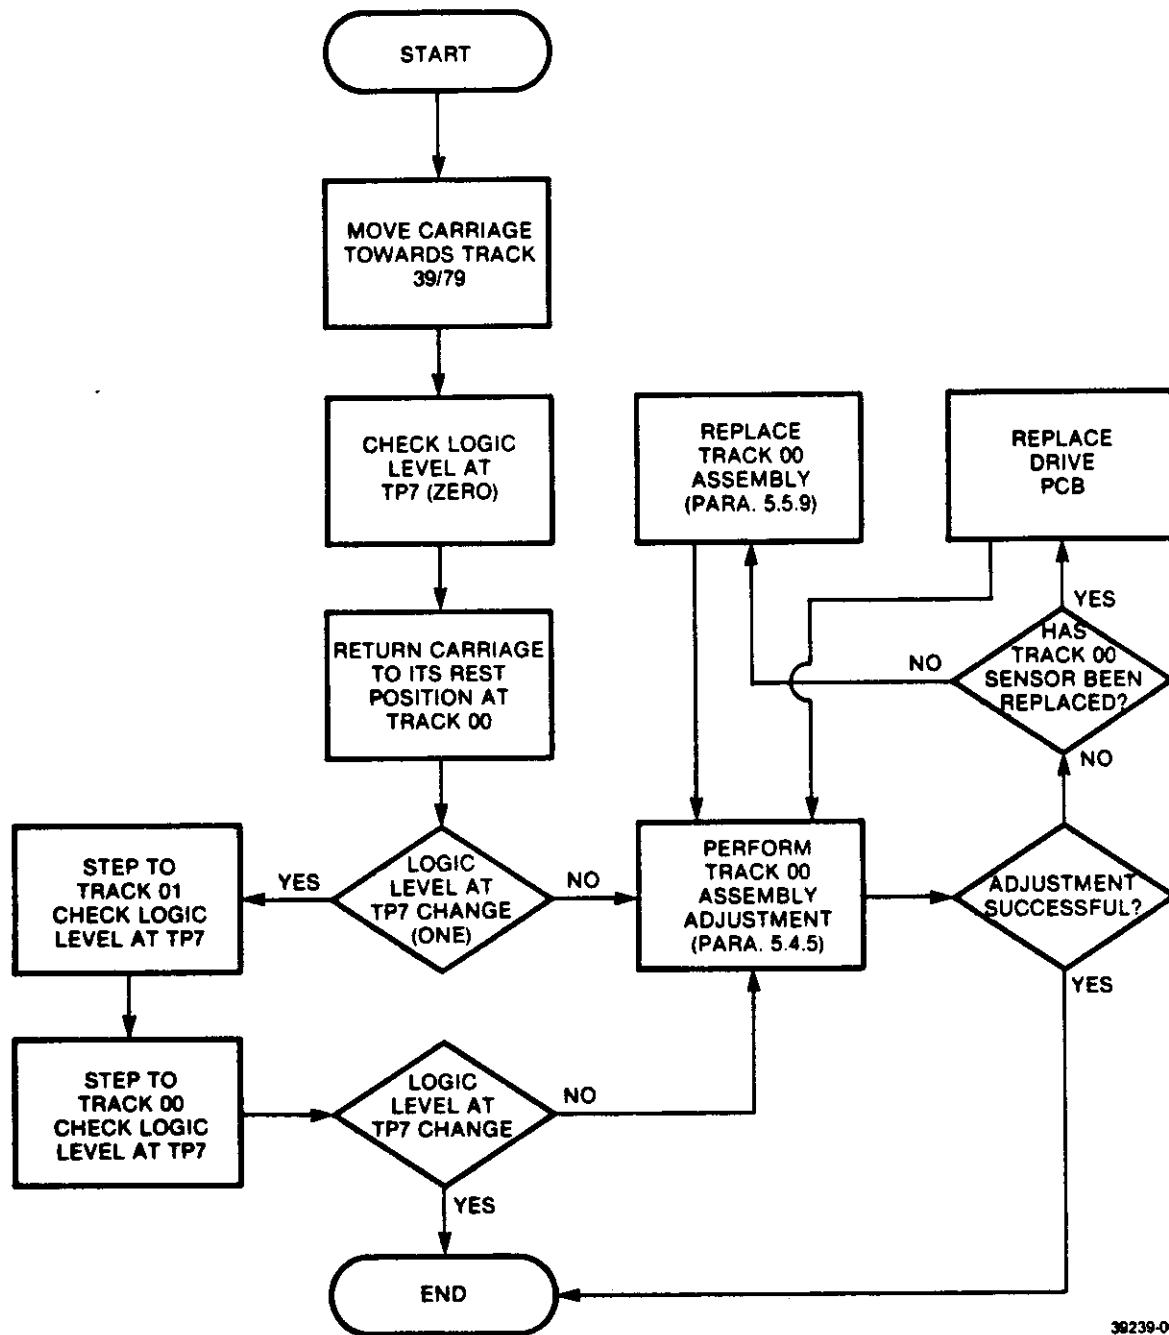 START
MOVE CARRIAGE
TOWARDS TRACK
39/79
CHECK LOGIC
LEVEL AT
TP7 (ZERO)
REPLACE
TRACK 00
ASSEMBLY
(PARA. 5.5.9)
REPLACE
DRIVE
PCB
RETURN CARRIAGE
TO ITS REST
POSITION AT
TRACK 00
NO
YES
HAS
TRACK 00
SENSOR BEEN
REPLACED?
NO
STEP TO
TRACK 01
CHECK LOGIC
LEVEL AT TP7
YES
LOGIC
LEVEL AT
TP7 CHANGE
(ONE)
NO
PERFORM
TRACK 00
ASSEMBLY
ADJUSTMENT
(PARA. 5.4.5)
ADJUSTMENT
SUCCESSFUL?
YES
STEP TO
TRACK 00
CHECK LOGIC
LEVEL AT TP7
LOGIC
LEVEL AT
TP7 CHANGE
NO
YES
END